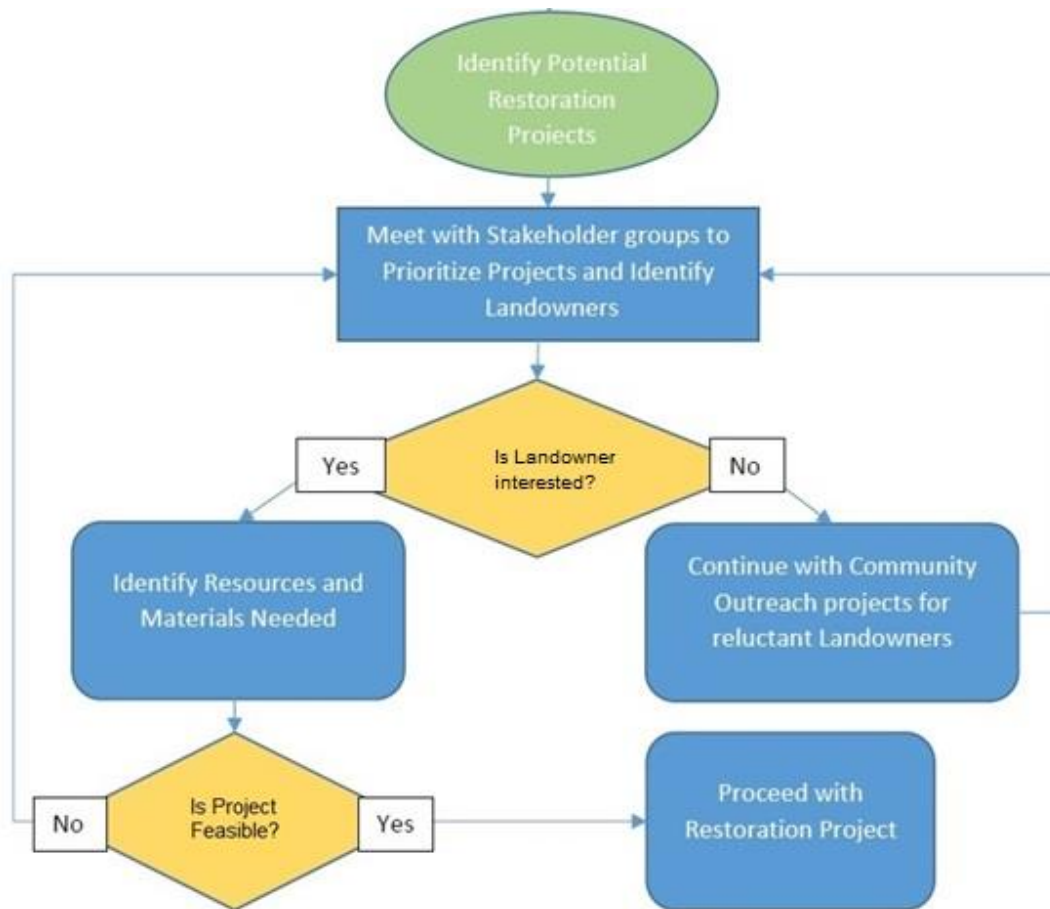 Identify Potential
Restoration
Projects
Meet with Stakeholder groups to
Prioritize Projects and Identify
Landowners
Yes
Is Landowner
interested?
No
Identify Resources and
Materials Needed
Continue with Community
Outreach projects for
reluctant Landowners
No
Is Project
Feasible?
Yes
Proceed with
Restoration Project